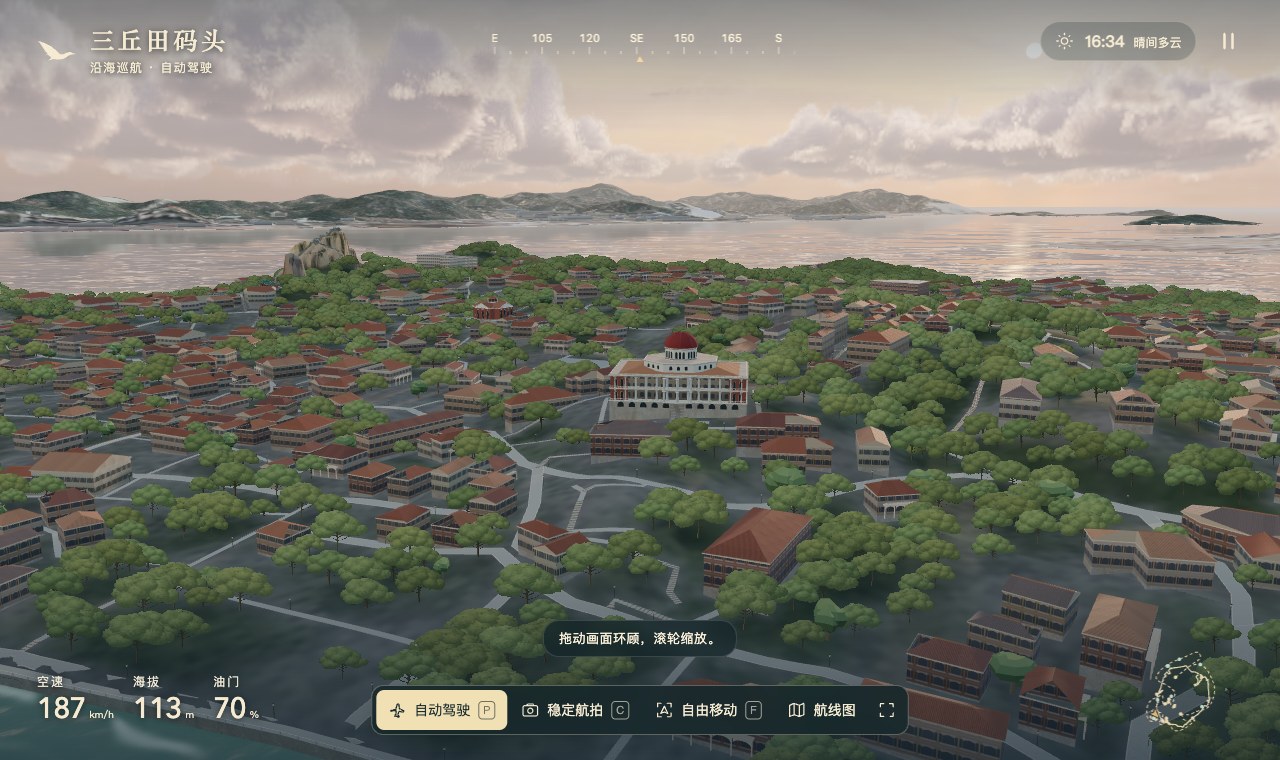 三丘田码头
沿海巡航 · 自动驾驶
E 105 120 SE 150 165 S
16:34 晴间多云
拖动画面环顾，滚轮缩放。
空速 海拔 油门
187 km/h 113 m 70 %
自动驾驶 P 稳定航拍 C 自由移动 F 航线图